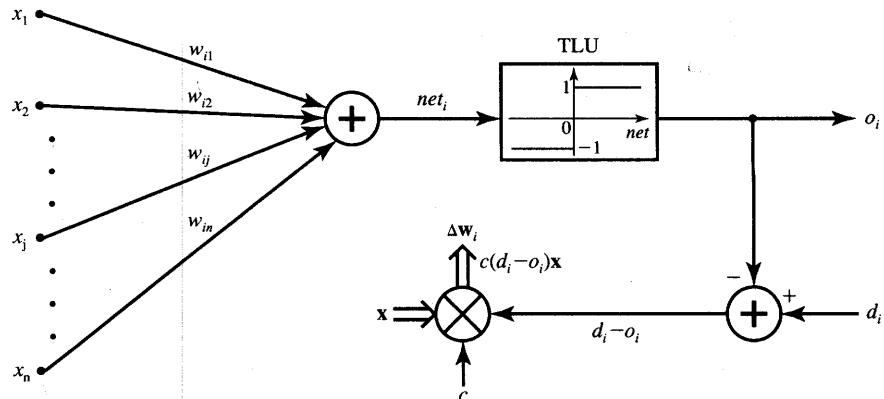 x1
wi1
TLU
x2
wi2
neti
1
0
net
−1
oi
wij
win
xj
Δwi
c(di−oi)x
x
−
+
di
di−oi
xn
c